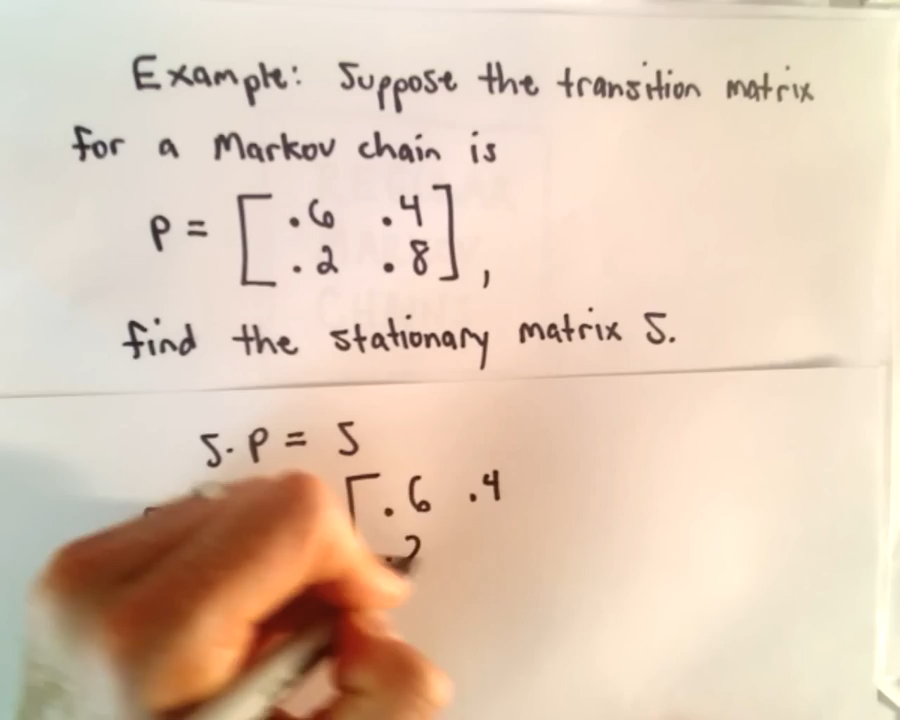 Example: Suppose the transition matrix
for a Markov chain is
P = [ .6 .4
.2 .8 ] ,
find the stationary matrix S.
S · P = S
[ .6 .4
.2